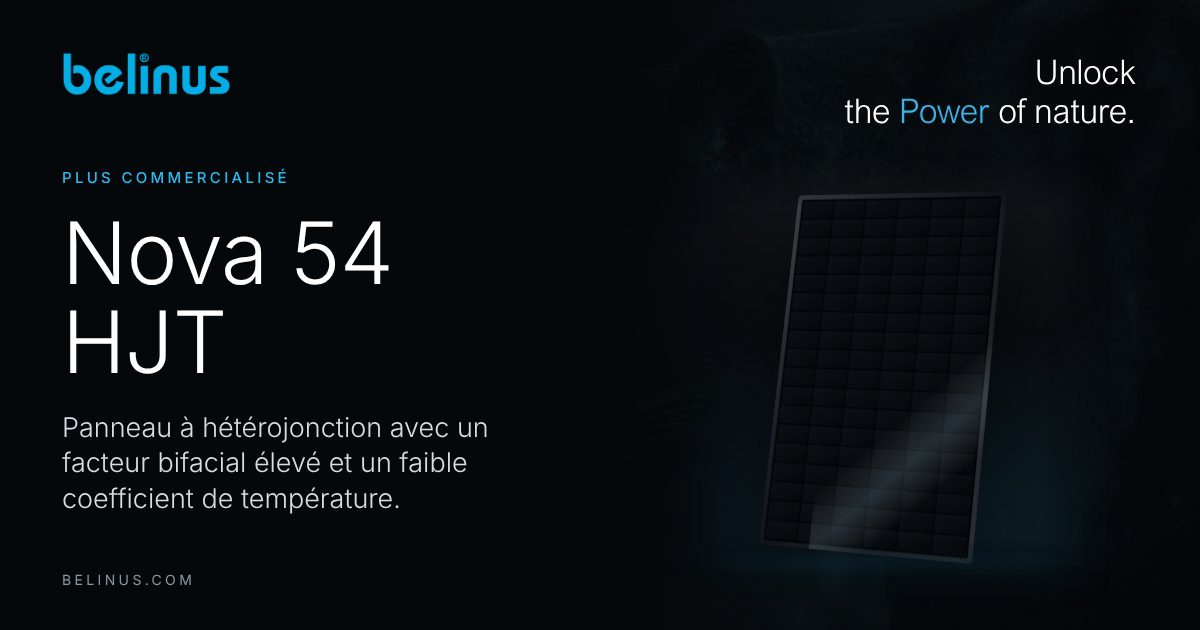 belinus®
Unlock
the Power of nature.
PLUS COMMERCIALISÉ
Nova 54
HJT
Panneau à hétérojonction avec un
facteur bifacial élevé et un faible
coefficient de température.
BELINUS.COM